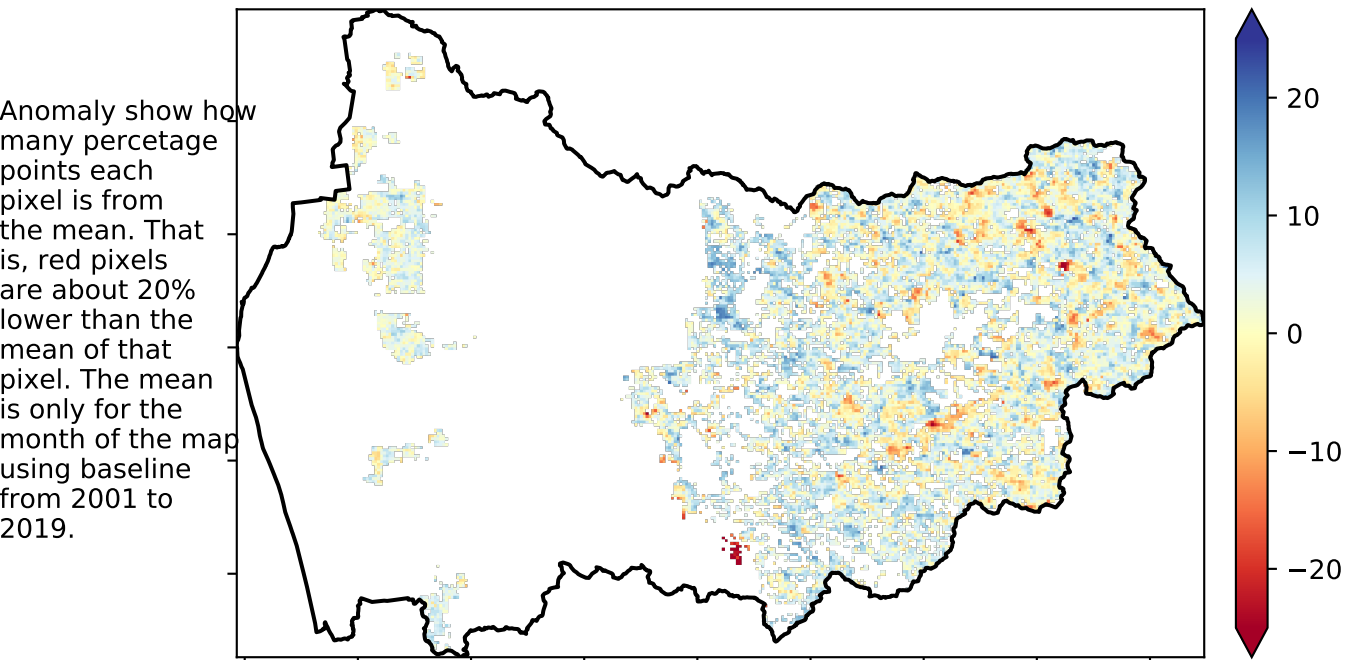 Anomaly show how
many percetage
points each
pixel is from
the mean. That
is, red pixels
are about 20%
lower than the
mean of that
pixel. The mean
is only for the
month of the map
using baseline
from 2001 to
2019.
20
10
0
−10
−20